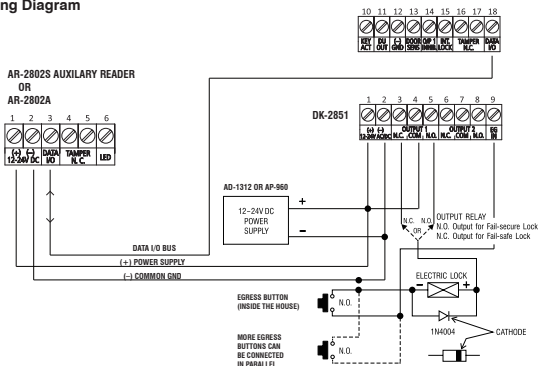 ng Diagram
10 11 12 13 14 15 16 17 18
KEY ACT DU OUT (–) GND DOOR SENS O/P 1 INHIB. INT. LOCK TAMPER N.C. DATA I/O
AR-2802S AUXILARY READER
OR
AR-2802A
1 2 3 4 5 6
(+) (–) DATA TAMPER LED
12-24V DC I/O N. C.
DK-2851
1 2 3 4 5 6 7 8 9
(+) (–) OUTPUT 1 OUTPUT 2 EG
12-24V AC/DC N.C. COM N.O. N.C. COM N.O. IN
AD-1312 OR AP-960
12~24V DC
POWER
SUPPLY
+
–
N.C. N.O.
OR
OUTPUT RELAY
N.O. Output for Fail-secure Lock
N.C. Output for Fail-safe Lock
DATA I/O BUS
(+) POWER SUPPLY
(–) COMMON GND
ELECTRIC LOCK
– +
EGRESS BUTTON
(INSIDE THE HOUSE)
N.O.
1N4004
CATHODE
MORE EGRESS
BUTTONS CAN
BE CONNECTED
IN PARALLEL
N.O.